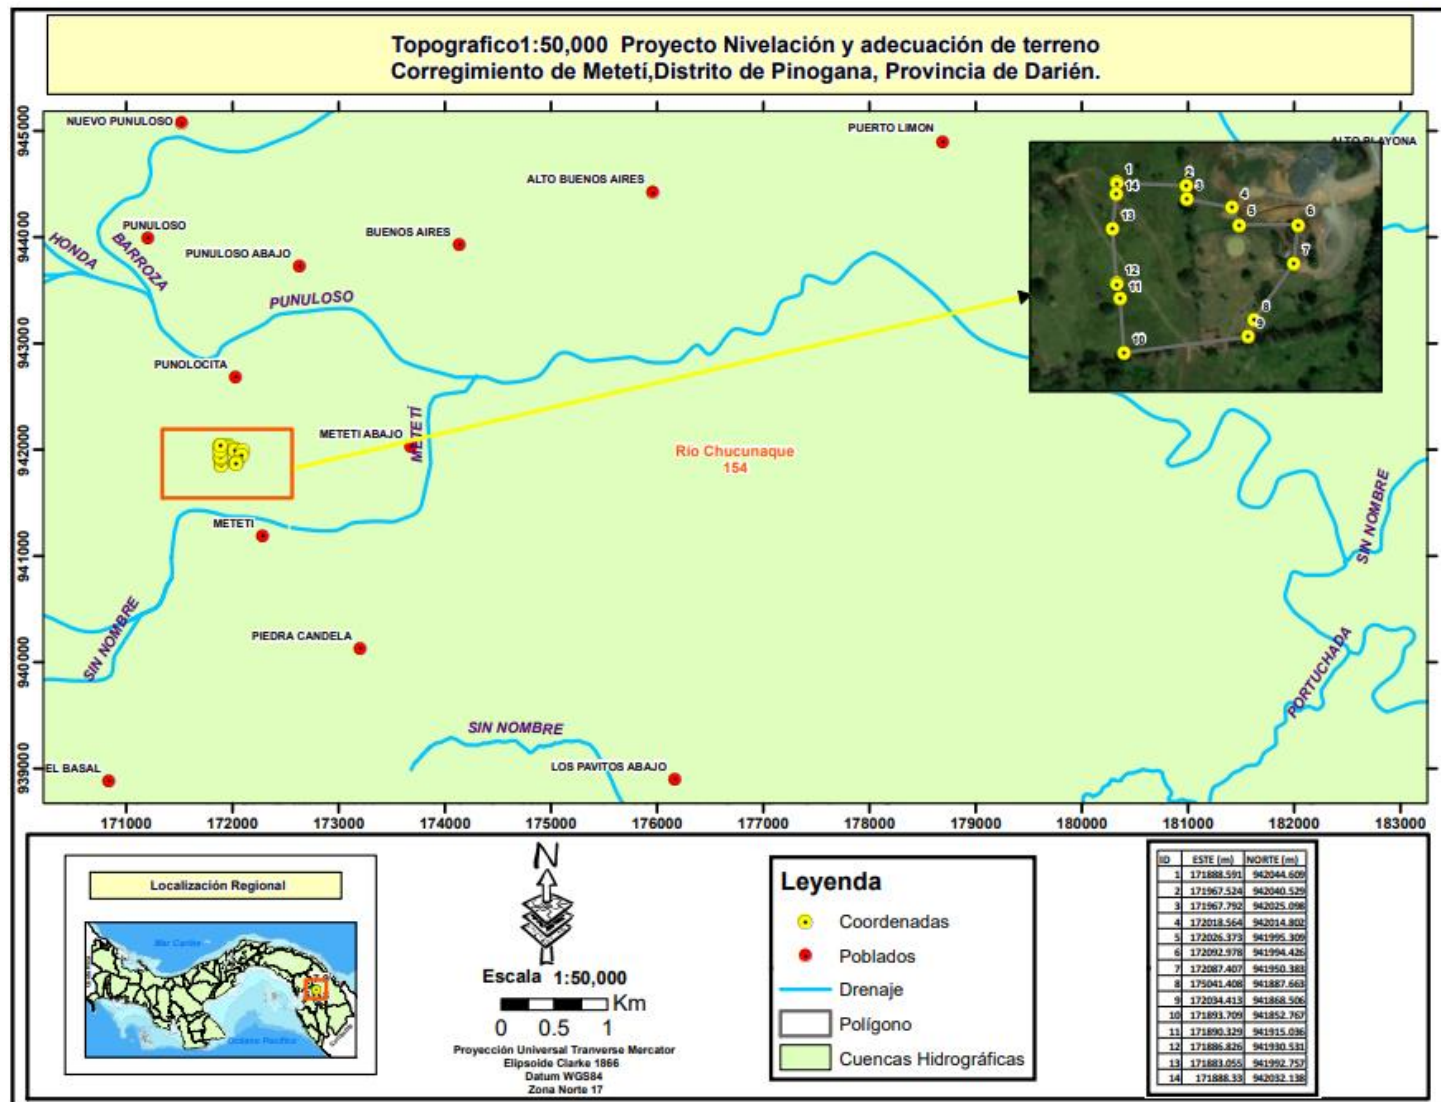 Topografico1:50,000 Proyecto Nivelación y adecuación de terreno
Corregimiento de Metetí,Distrito de Pinogana, Provincia de Darién.
945000
944000
943000
942000
941000
940000
939000
NUEVO PUNULOSO
PUERTO LIMON
ALTO PLAYONA
ALTO BUENOS AIRES
PUNULOSO
BUENOS AIRES
PUNULOSO ABAJO
HONDA
BARROZA
PUNULOSO
PUNOLOCITA
METETI ABAJO
METETÍ
Río Chucunaque
154
METETI
SIN NOMBRE
SIN NOMBRE
PIEDRA CANDELA
PORTUCHADA
SIN NOMBRE
EL BASAL
LOS PAVITOS ABAJO
1
2
14
3
4
13
5
6
7
12
11
8
9
10
171000 172000 173000 174000 175000 176000 177000 178000 179000 180000 181000 182000 183000
Localización Regional
Mar Caribe
Océano Pacífico
N
Escala 1:50,000
Km
0 0.5 1
Proyección Universal Tranverse Mercator
Elipsoide Clarke 1866
Datum WGS84
Zona Norte 17
Leyenda
Coordenadas
Poblados
Drenaje
Polígono
Cuencas Hidrográficas
ID ESTE (m) NORTE (m)
1 171888.591 942044.609
2 171967.524 942040.529
3 171967.792 942025.098
4 172018.564 942014.802
5 172026.373 941995.309
6 172092.978 941994.426
7 172087.407 941950.383
8 175041.408 941887.663
9 172034.413 941868.506
10 171893.709 941852.767
11 171890.329 941915.036
12 171886.826 941930.531
13 171883.055 941992.757
14 171888.33 942032.138